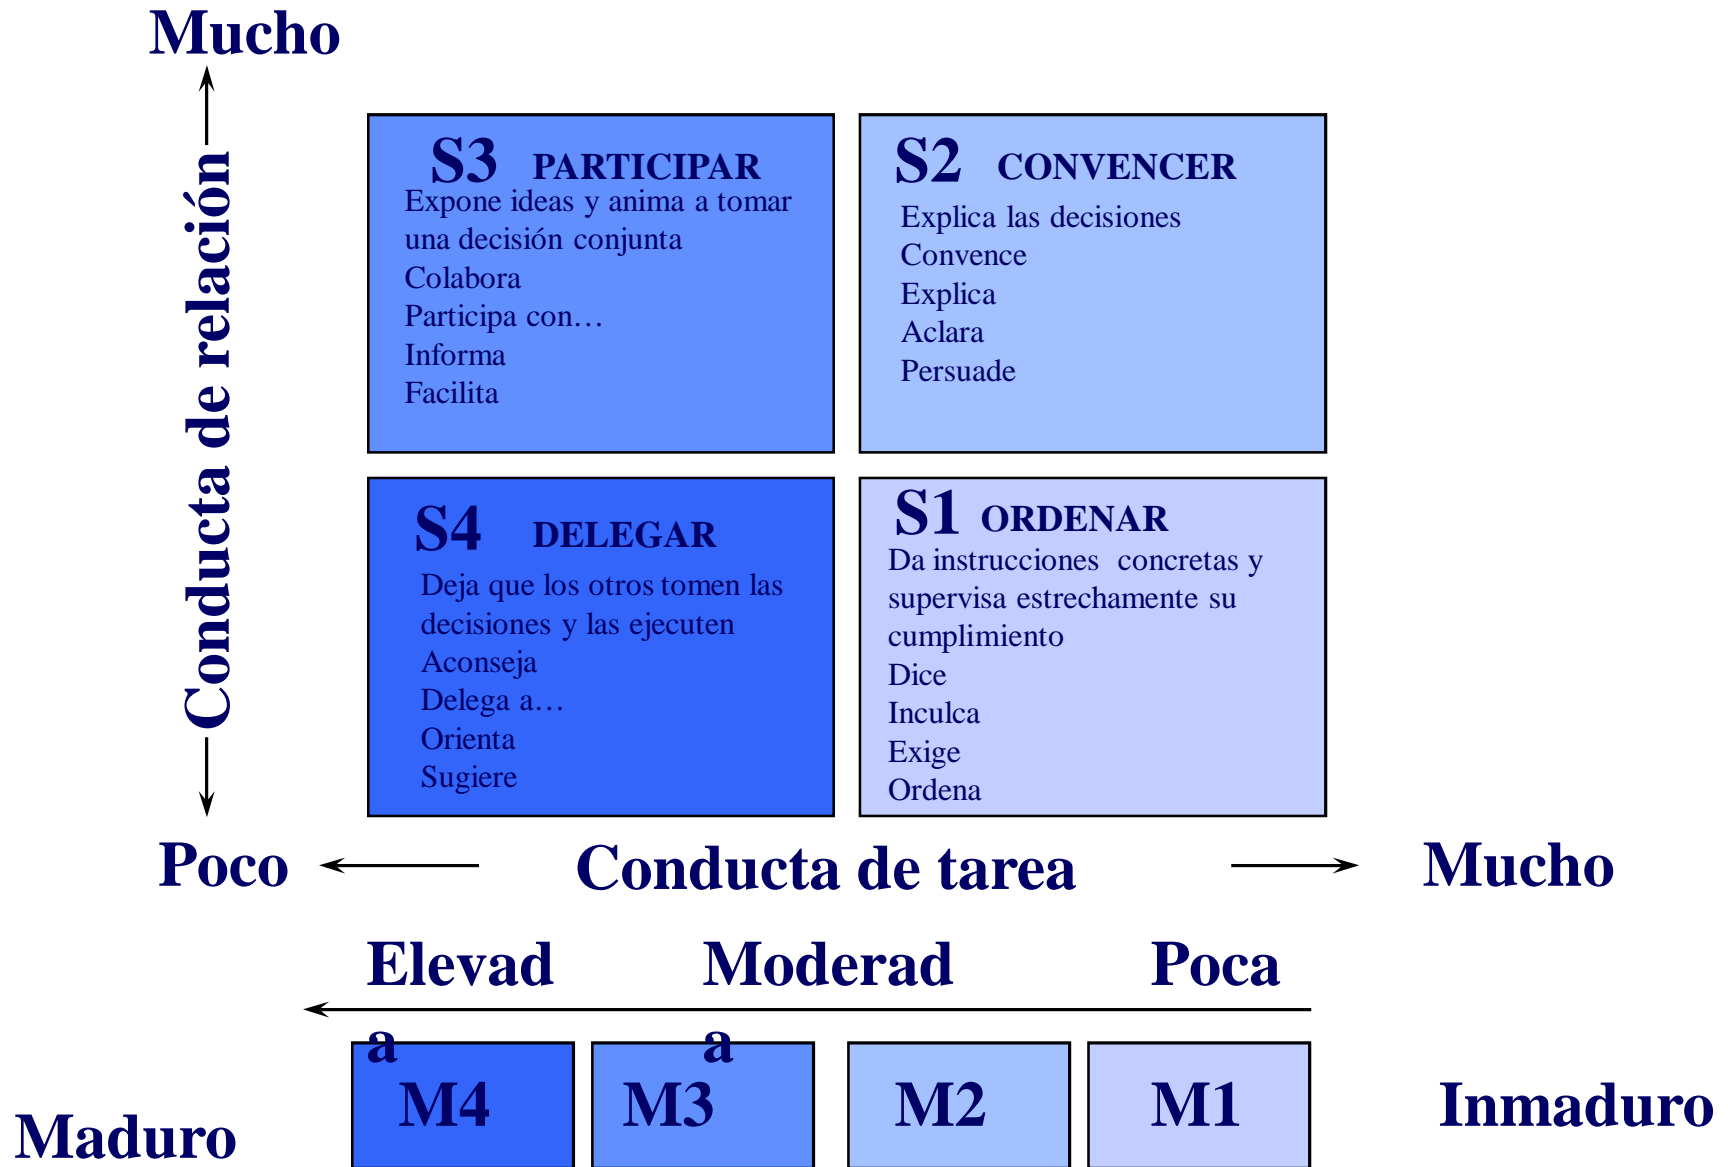 Mucho
Conducta de relación
S3 PARTICIPAR
Expone ideas y anima a tomar
una decisión conjunta
Colabora
Participa con…
Informa
Facilita
S2 CONVENCER
Explica las decisiones
Convence
Explica
Aclara
Persuade
S4 DELEGAR
Deja que los otros tomen las
decisiones y las ejecuten
Aconseja
Delega a…
Orienta
Sugiere
S1 ORDENAR
Da instrucciones concretas y
supervisa estrechamente su
cumplimiento
Dice
Inculca
Exige
Ordena
Poco
Conducta de tarea
Mucho
Elevad
a
Moderad
a
Poca
Maduro
M4
M3
M2
M1
Inmaduro